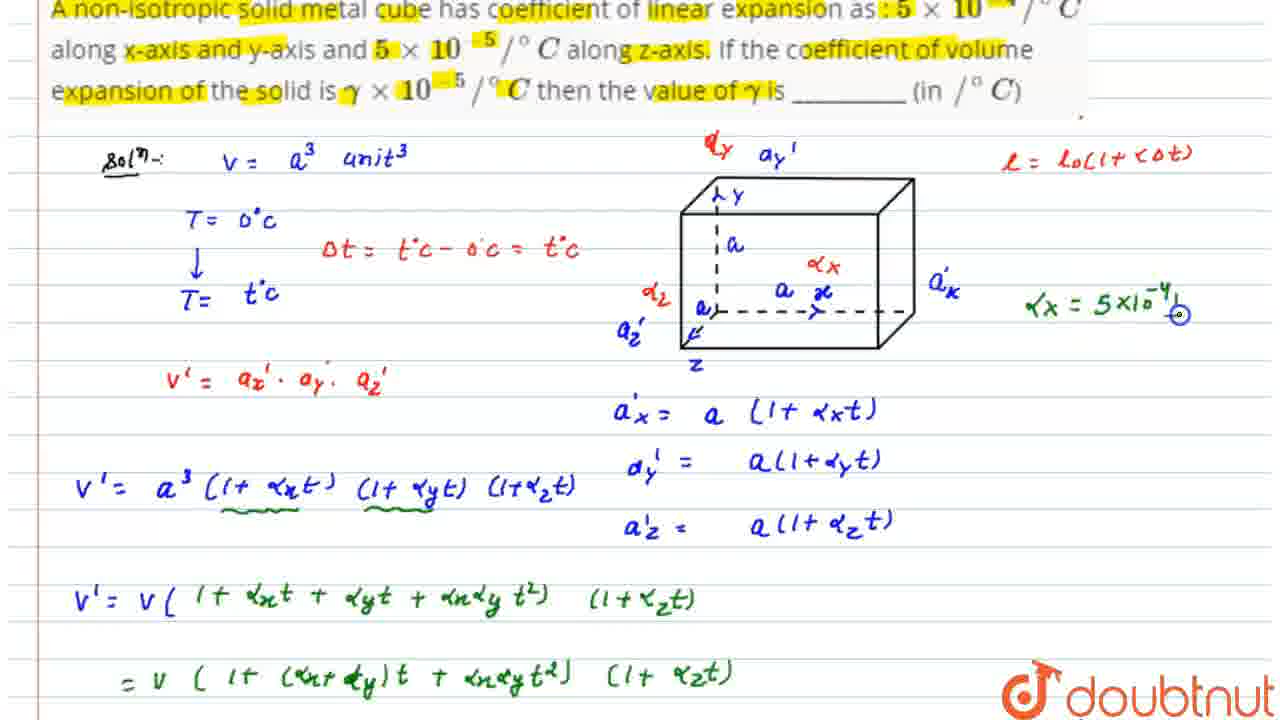 A non-isotropic solid metal cube has coefficient of linear expansion as : 5 × 10⁻⁴/°C
along x-axis and y-axis and 5 × 10⁻⁵/°C along z-axis. If the coefficient of volume
expansion of the solid is γ × 10⁻⁵/°C then the value of γ is __________ (in /°C)
Solⁿ:-
V = a³ unit³
T = 0°c
↓
T = t°c
Δt = t°c - 0°c = t°c
V' = ax' · ay' · az'
αy ay'
y
a
αx
αz
a a x
ax'
az'
z
l = l₀(1 + αΔt)
αx = 5×10⁻⁴/
a'x = a (1 + αxt)
ay' = a(1 + αyt)
a'z = a(1 + αzt)
V' = a³ (1 + αxt) (1 + αyt) (1 + αzt)
V' = V ( 1 + αxt + αyt + αxαy t²) (1 + αzt)
= V ( 1 + (αx + αy)t + αxαyt²) (1 + αzt)
doubtnut